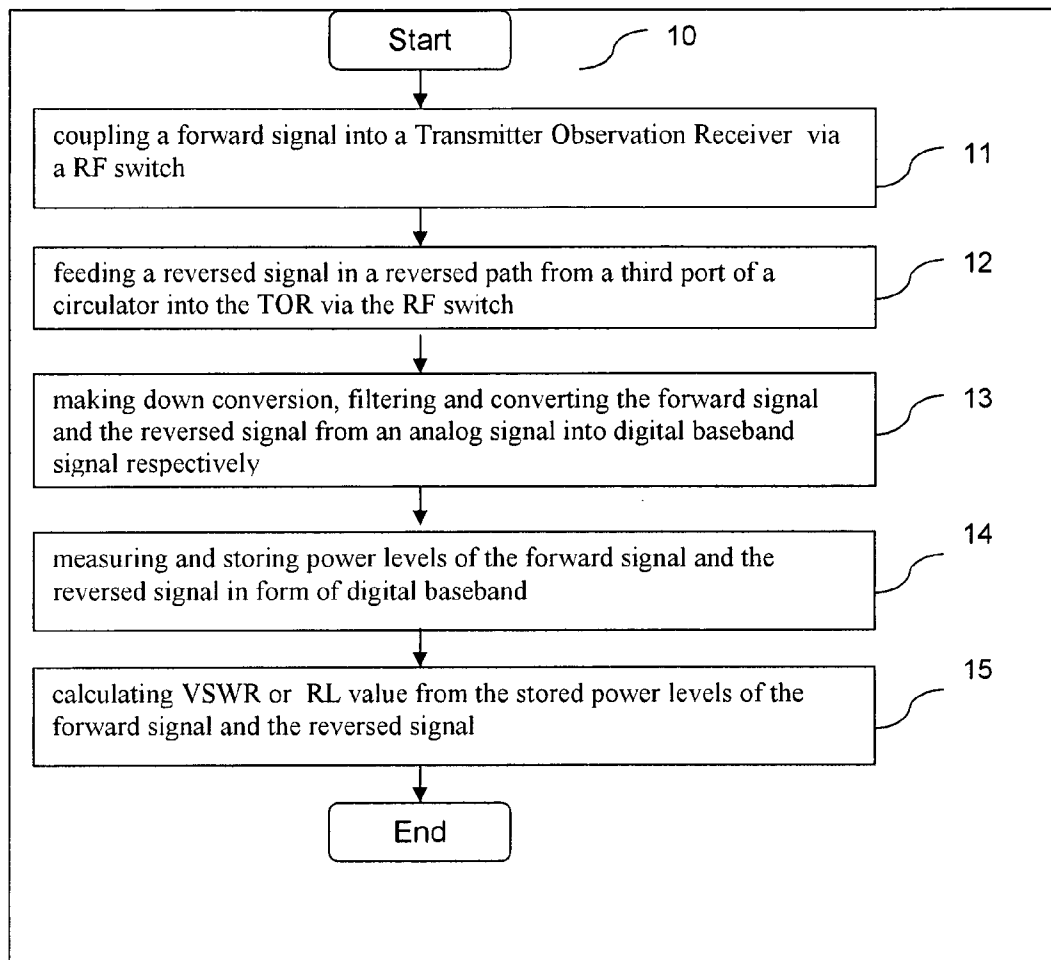 Start
10
coupling a forward signal into a Transmitter Observation Receiver via
a RF switch
11
feeding a reversed signal in a reversed path from a third port of a
circulator into the TOR via the RF switch
12
making down conversion, filtering and converting the forward signal
and the reversed signal from an analog signal into digital baseband
signal respectively
13
measuring and storing power levels of the forward signal and the
reversed signal in form of digital baseband
14
calculating VSWR or RL value from the stored power levels of the
forward signal and the reversed signal
15
End